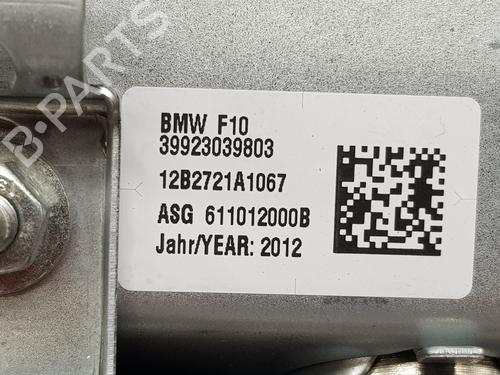 B-PARTS
BMW F10
39923039803
12B2721A1067
ASG 611012000B
Jahr/YEAR: 2012